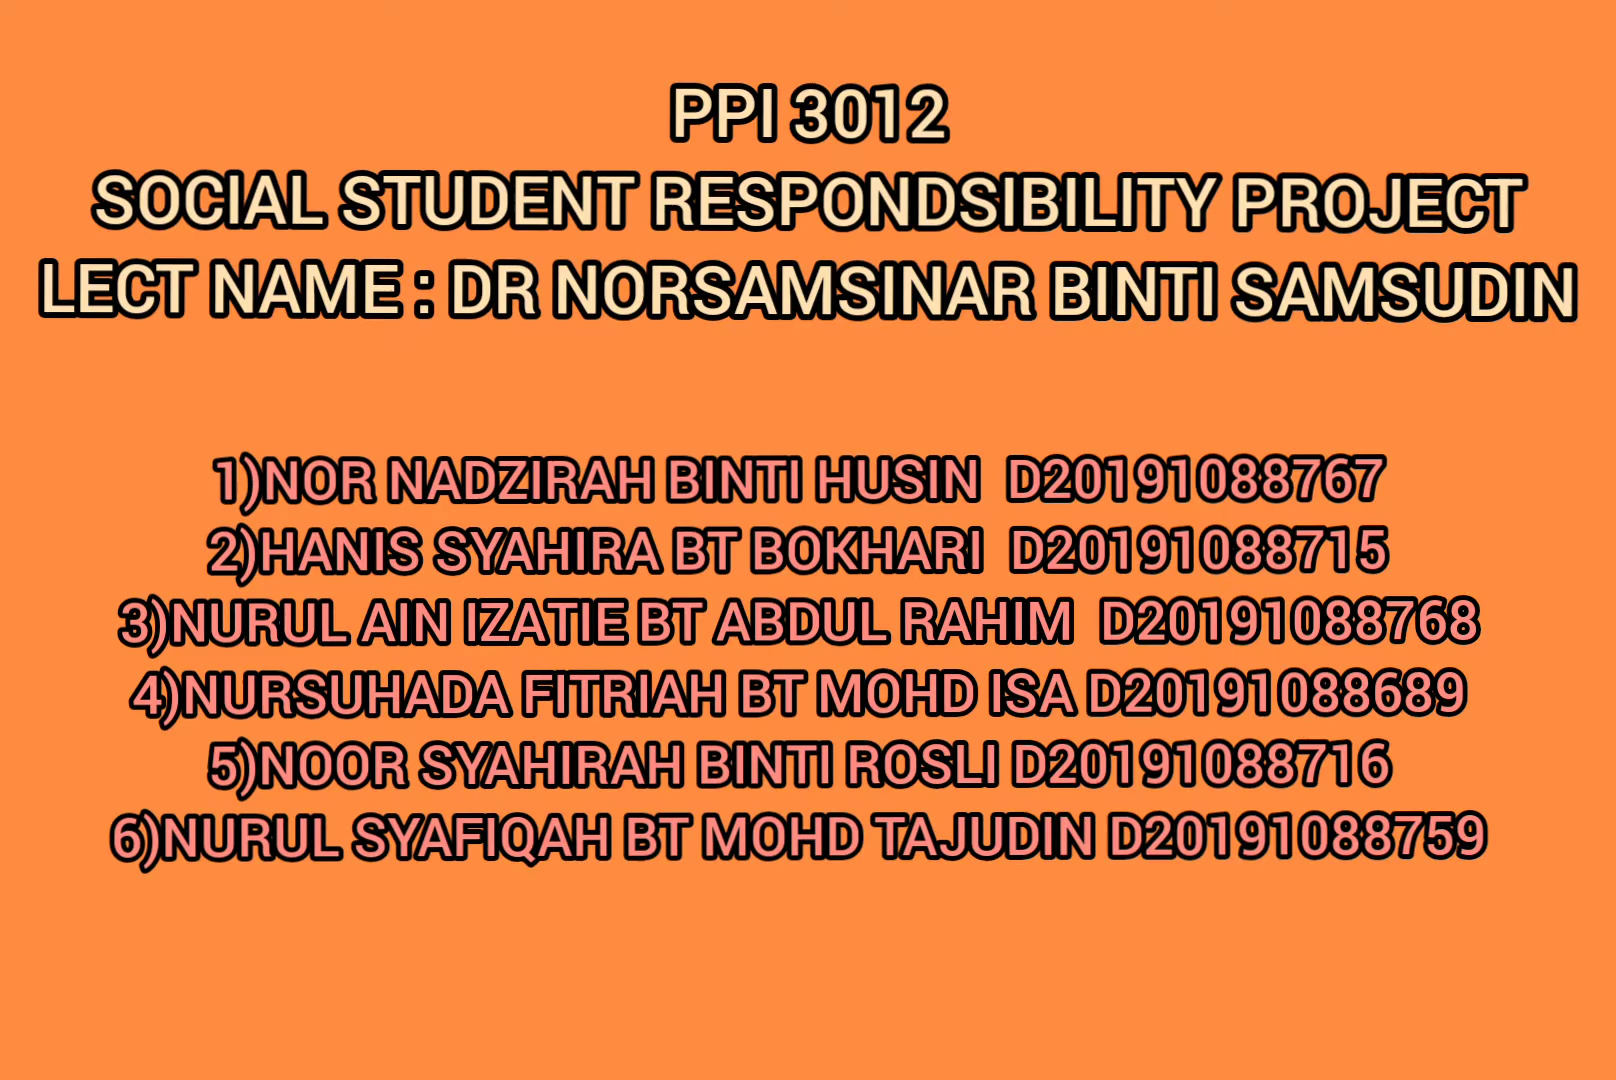 PPI 3012
SOCIAL STUDENT RESPONDSIBILITY PROJECT
LECT NAME : DR NORSAMSINAR BINTI SAMSUDIN
1)NOR NADZIRAH BINTI HUSIN D20191088767
2)HANIS SYAHIRA BT BOKHARI D20191088715
3)NURUL AIN IZATIE BT ABDUL RAHIM D20191088768
4)NURSUHADA FITRIAH BT MOHD ISA D20191088689
5)NOOR SYAHIRAH BINTI ROSLI D20191088716
6)NURUL SYAFIQAH BT MOHD TAJUDIN D20191088759